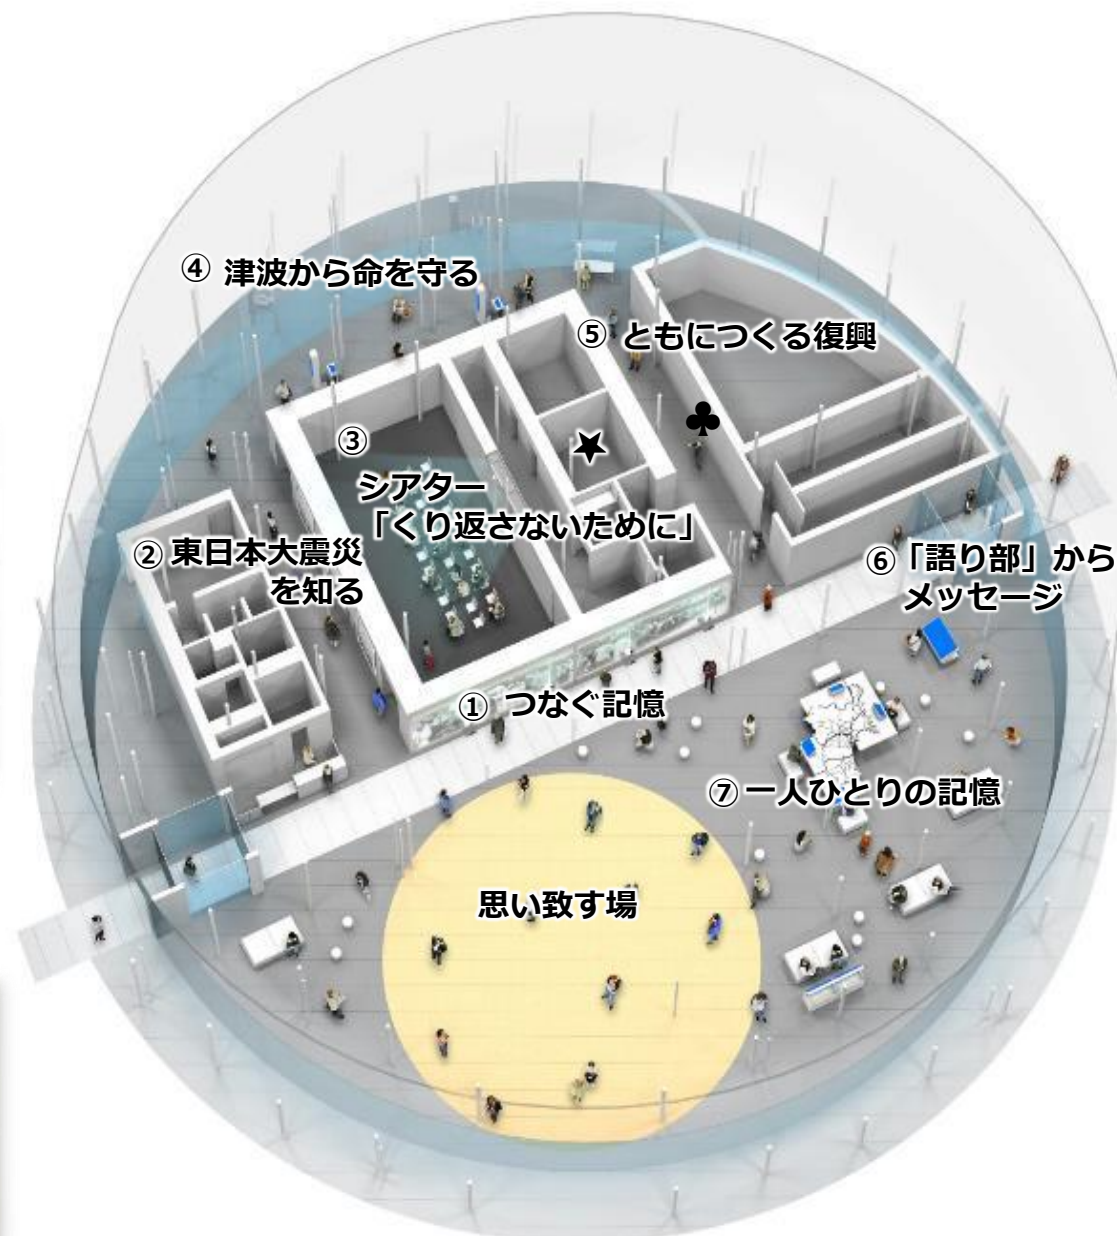 ④ 津波から命を守る
⑤ ともにつくる復興
③
シアター
「くり返さないために」
② 東日本大震災
を知る
⑥「語り部」から
メッセージ
① つなぐ記憶
⑦ 一人ひとりの記憶
思い致す場